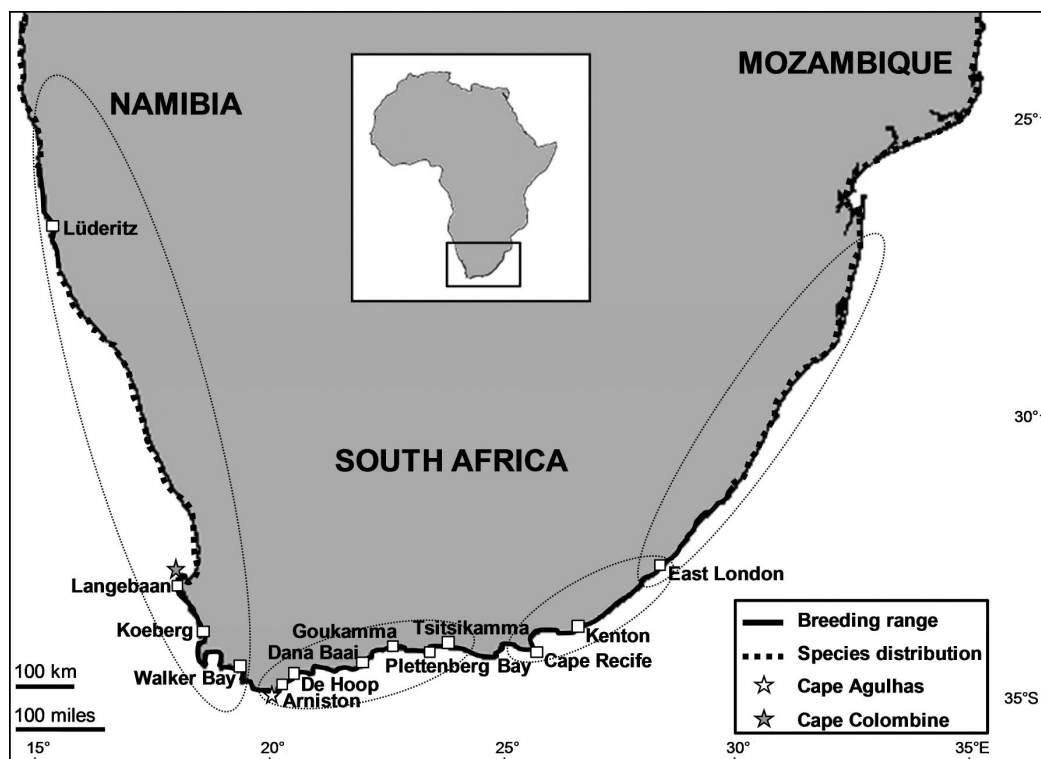 MOZAMBIQUE
NAMIBIA
25°
Lüderitz
30°
SOUTH AFRICA
East London
Langebaan
Koeberg
Goukamma
Tsitsikamma
Kenton
Dana Baai
Plettenberg Bay
Cape Recife
Walker Bay
De Hoop
Arniston
100 km
100 miles
Breeding range
Species distribution
Cape Agulhas
Cape Colombine
35°S
15°
20°
25°
30°
35°E